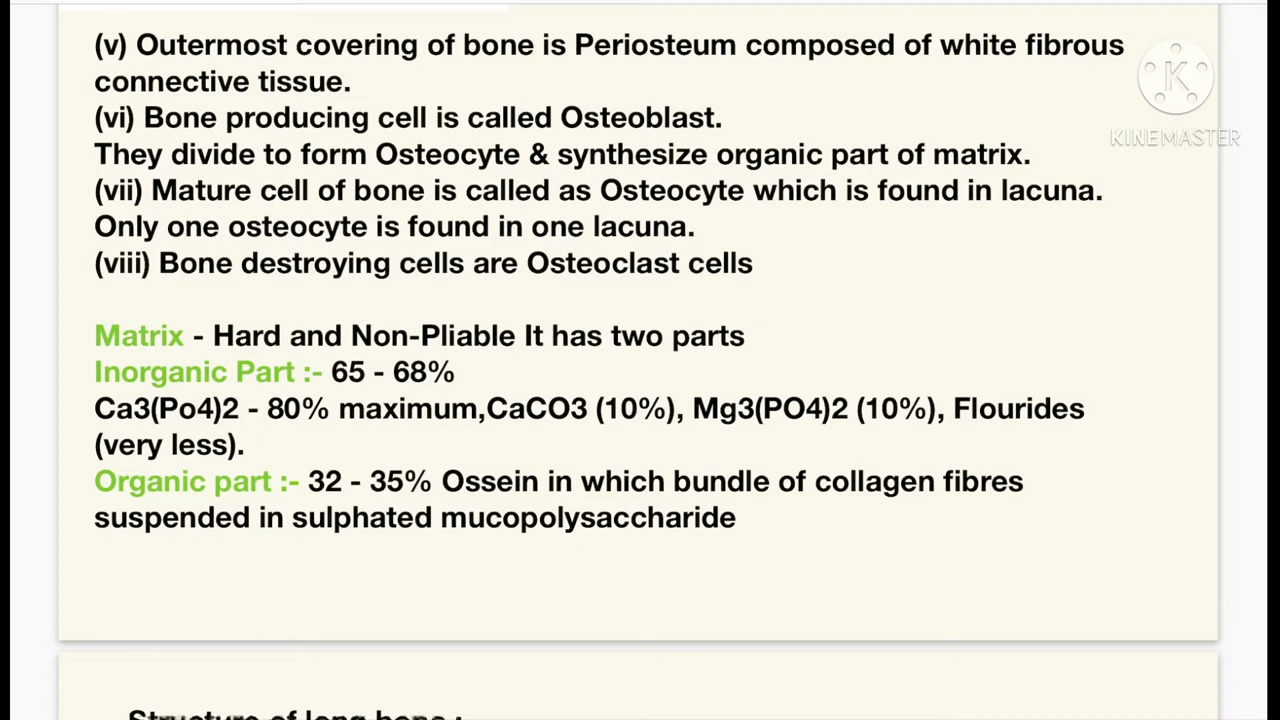 (v) Outermost covering of bone is Periosteum composed of white fibrous
connective tissue.
(vi) Bone producing cell is called Osteoblast.
They divide to form Osteocyte & synthesize organic part of matrix.
(vii) Mature cell of bone is called as Osteocyte which is found in lacuna.
Only one osteocyte is found in one lacuna.
(viii) Bone destroying cells are Osteoclast cells
Matrix - Hard and Non-Pliable It has two parts
Inorganic Part :- 65 - 68%
Ca3(Po4)2 - 80% maximum,CaCO3 (10%), Mg3(PO4)2 (10%), Flourides
(very less).
Organic part :- 32 - 35% Ossein in which bundle of collagen fibres
suspended in sulphated mucopolysaccharide
Structure of long bone :
K
KINEMASTER